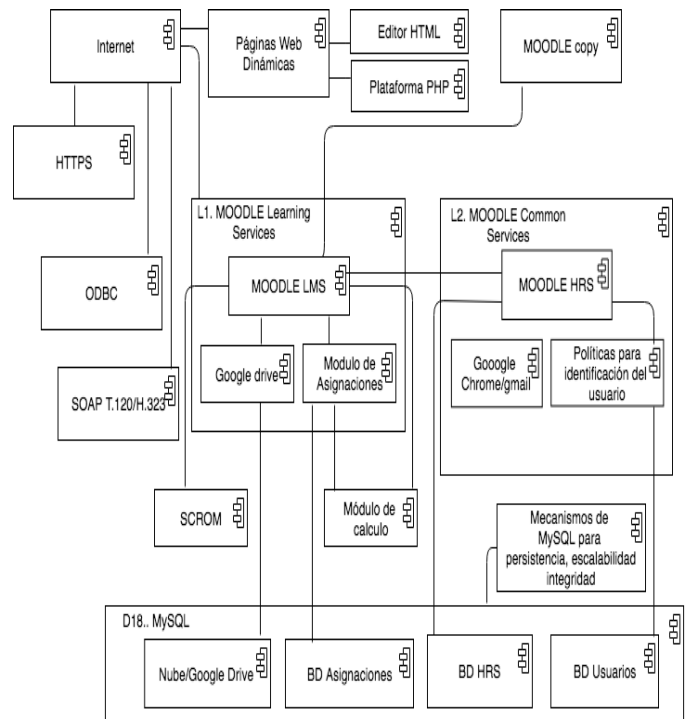 Internet
Páginas Web
Dinámicas
Editor HTML
Plataforma PHP
MOODLE copy
HTTPS
ODBC
SOAP T.120/H.323
L1. MOODLE Learning
Services
MOODLE LMS
Google drive
Modulo de
Asignaciones
L2. MOODLE Common
Services
MOODLE HRS
Gooogle
Chrome/gmail
Políticas para
identificación del
usuario
SCROM
Módulo de
calculo
Mecanismos de
MySQL para
persistencia, escalabilidad
integridad
D18.. MySQL
Nube/Google Drive
BD Asignaciones
BD HRS
BD Usuarios